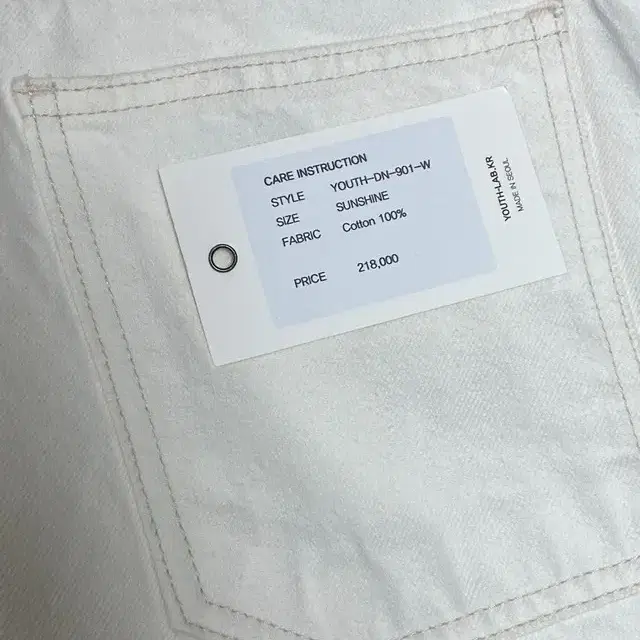 CARE INSTRUCTION
STYLE YOUTH-DN-901-W
SIZE SUNSHINE
FABRIC Cotton 100%
PRICE 218,000
YOUTH-LAB.KR
MADE IN SEOUL